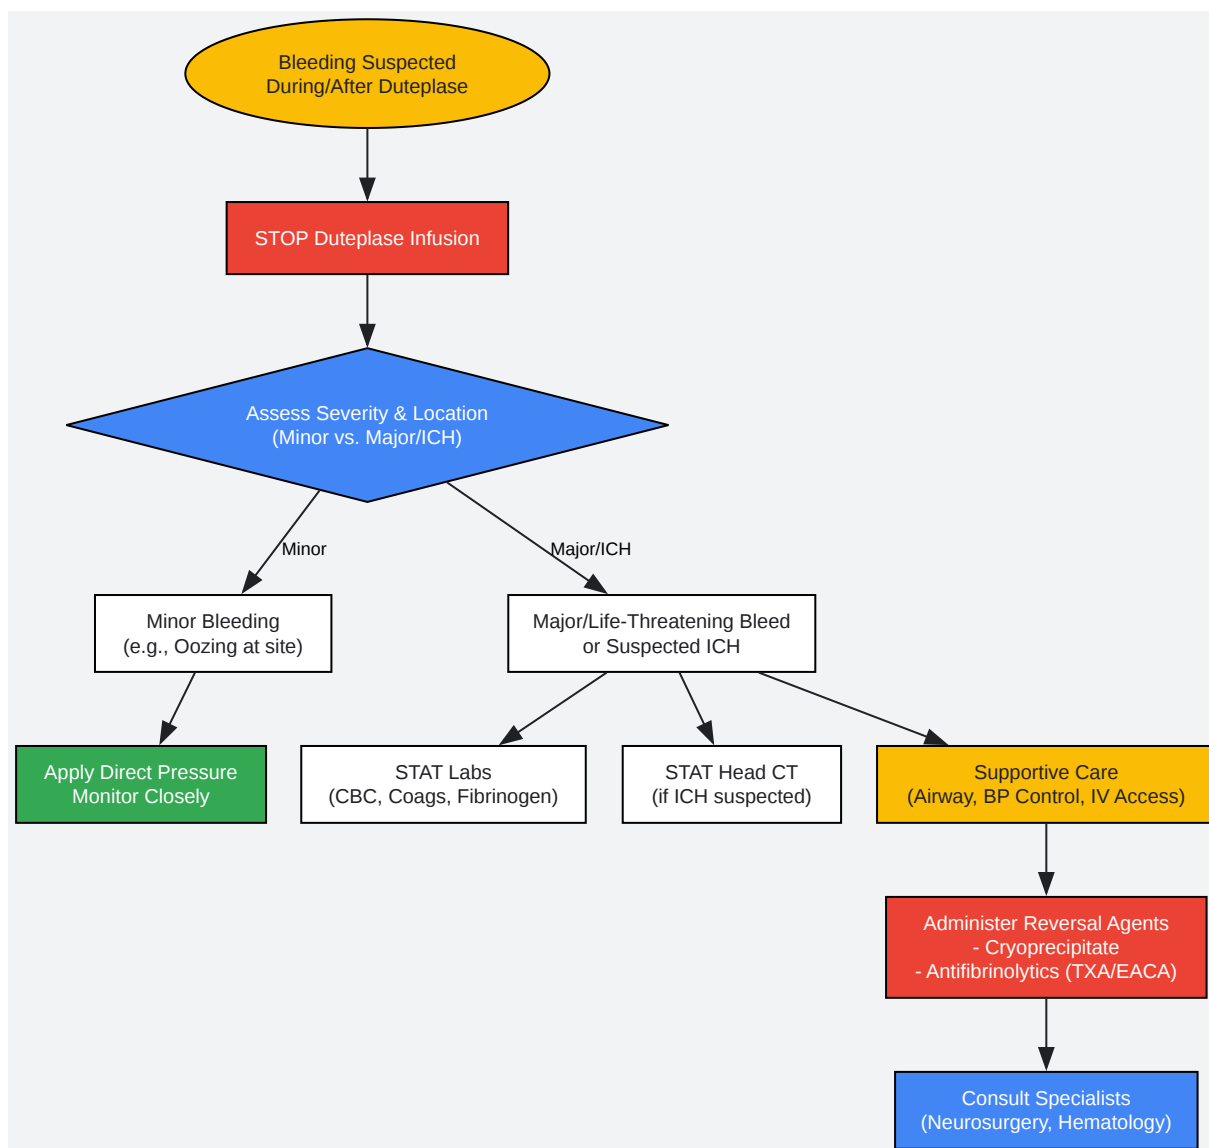 Bleeding Suspected
During/After Duteplase
STOP Duteplase Infusion
Assess Severity & Location
(Minor vs. Major/ICH)
Minor
Major/ICH
Minor Bleeding
(e.g., Oozing at site)
Major/Life-Threatening Bleed
or Suspected ICH
Apply Direct Pressure
Monitor Closely
STAT Labs
(CBC, Coags, Fibrinogen)
STAT Head CT
(if ICH suspected)
Supportive Care
(Airway, BP Control, IV Access)
Administer Reversal Agents
- Cryoprecipitate
- Antifibrinolytics (TXA/EACA)
Consult Specialists
(Neurosurgery, Hematology)